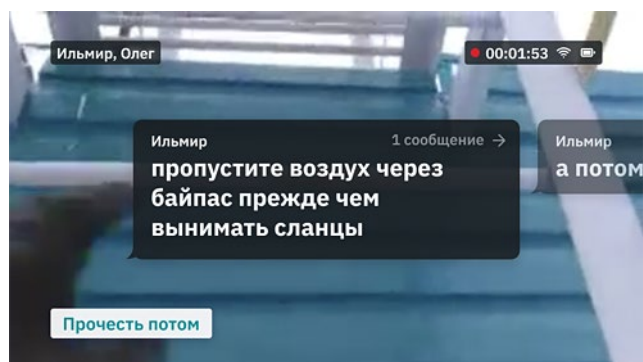 Ильмир, Олег
00:01:53
Ильмир
1 сообщение →
пропустите воздух через
байпас прежде чем
вынимать сланцы
Ильмир
а потом
Прочесть потом